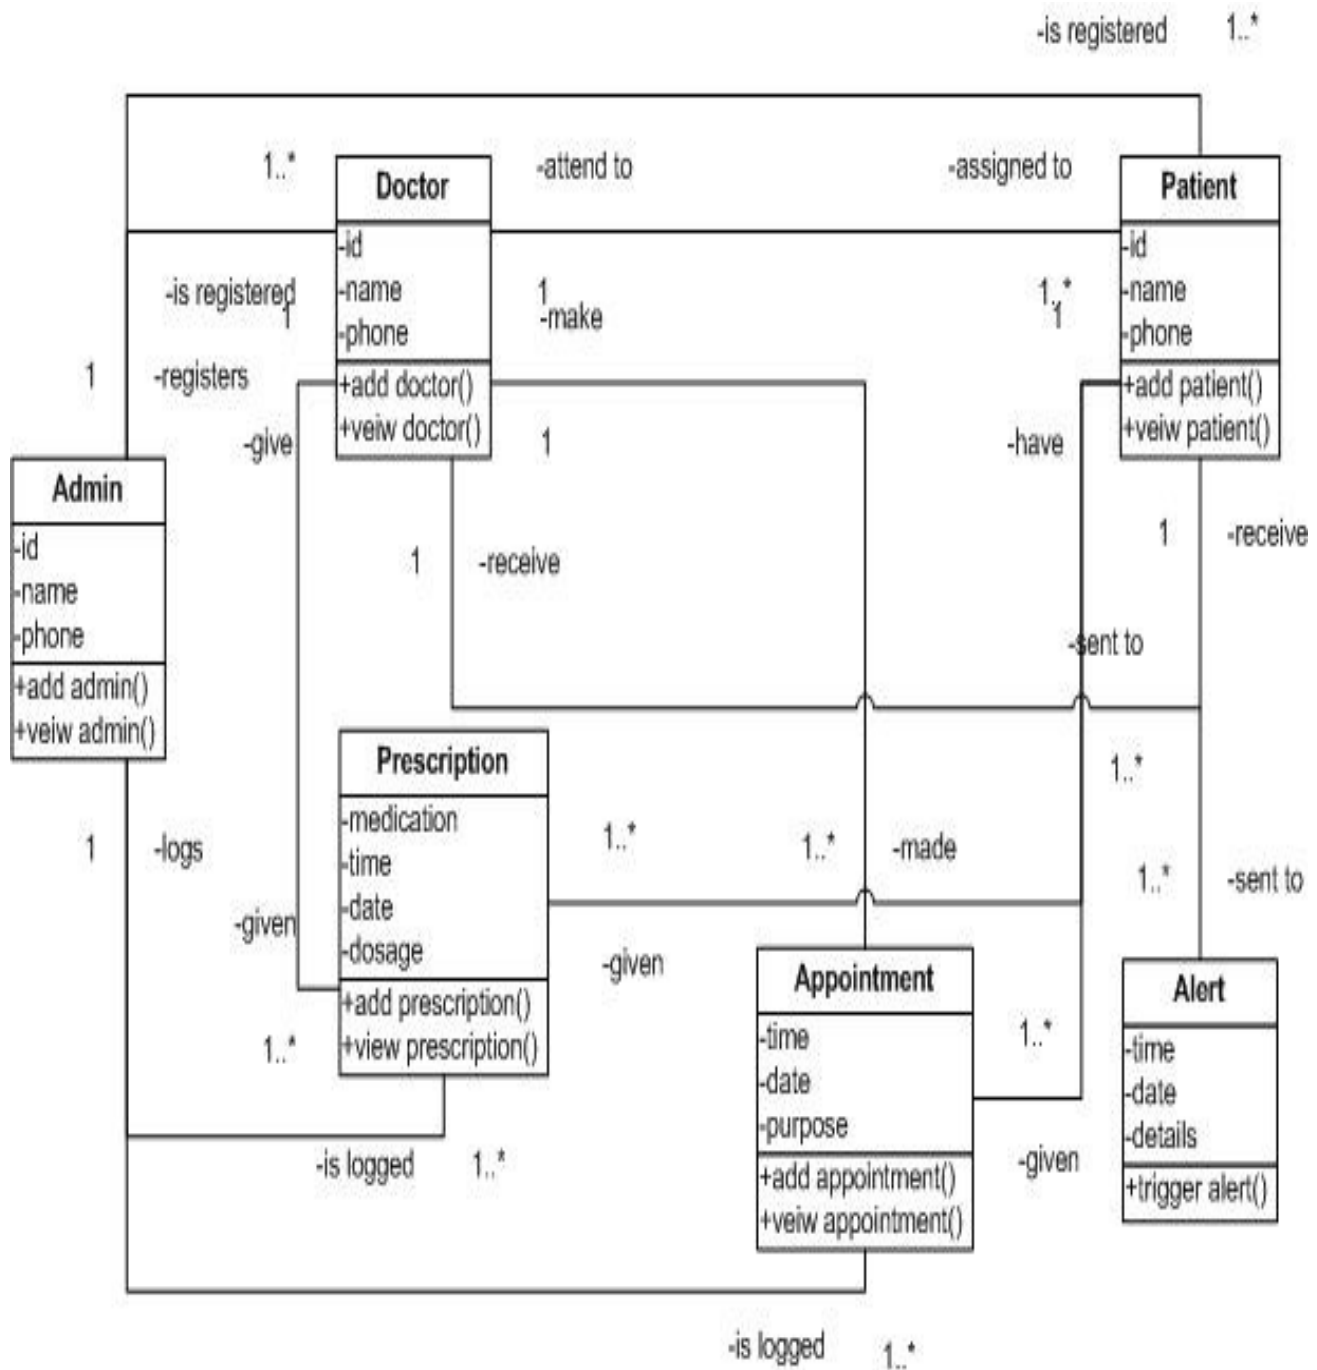 -is registered 1..*
1..* -attend to -assigned to
Doctor
-id
-name
-phone
+add doctor()
+veiw doctor()
Patient
-id
-name
-phone
+add patient()
+veiw patient()
-is registered
1
1
-make
1..*
1
1 -registers
-give
1
-have
Admin
-id
-name
-phone
+add admin()
+veiw admin()
1 -receive
1 -receive
-sent to
1..*
Prescription
-medication
-time
-date
-dosage
+add prescription()
+view prescription()
1 -logs
1..*
1..* -made
1..* -sent to
-given
-given
Appointment
-time
-date
-purpose
+add appointment()
+veiw appointment()
Alert
-time
-date
-details
+trigger alert()
1..*
1..*
-given
-is logged 1..*
-is logged 1..*